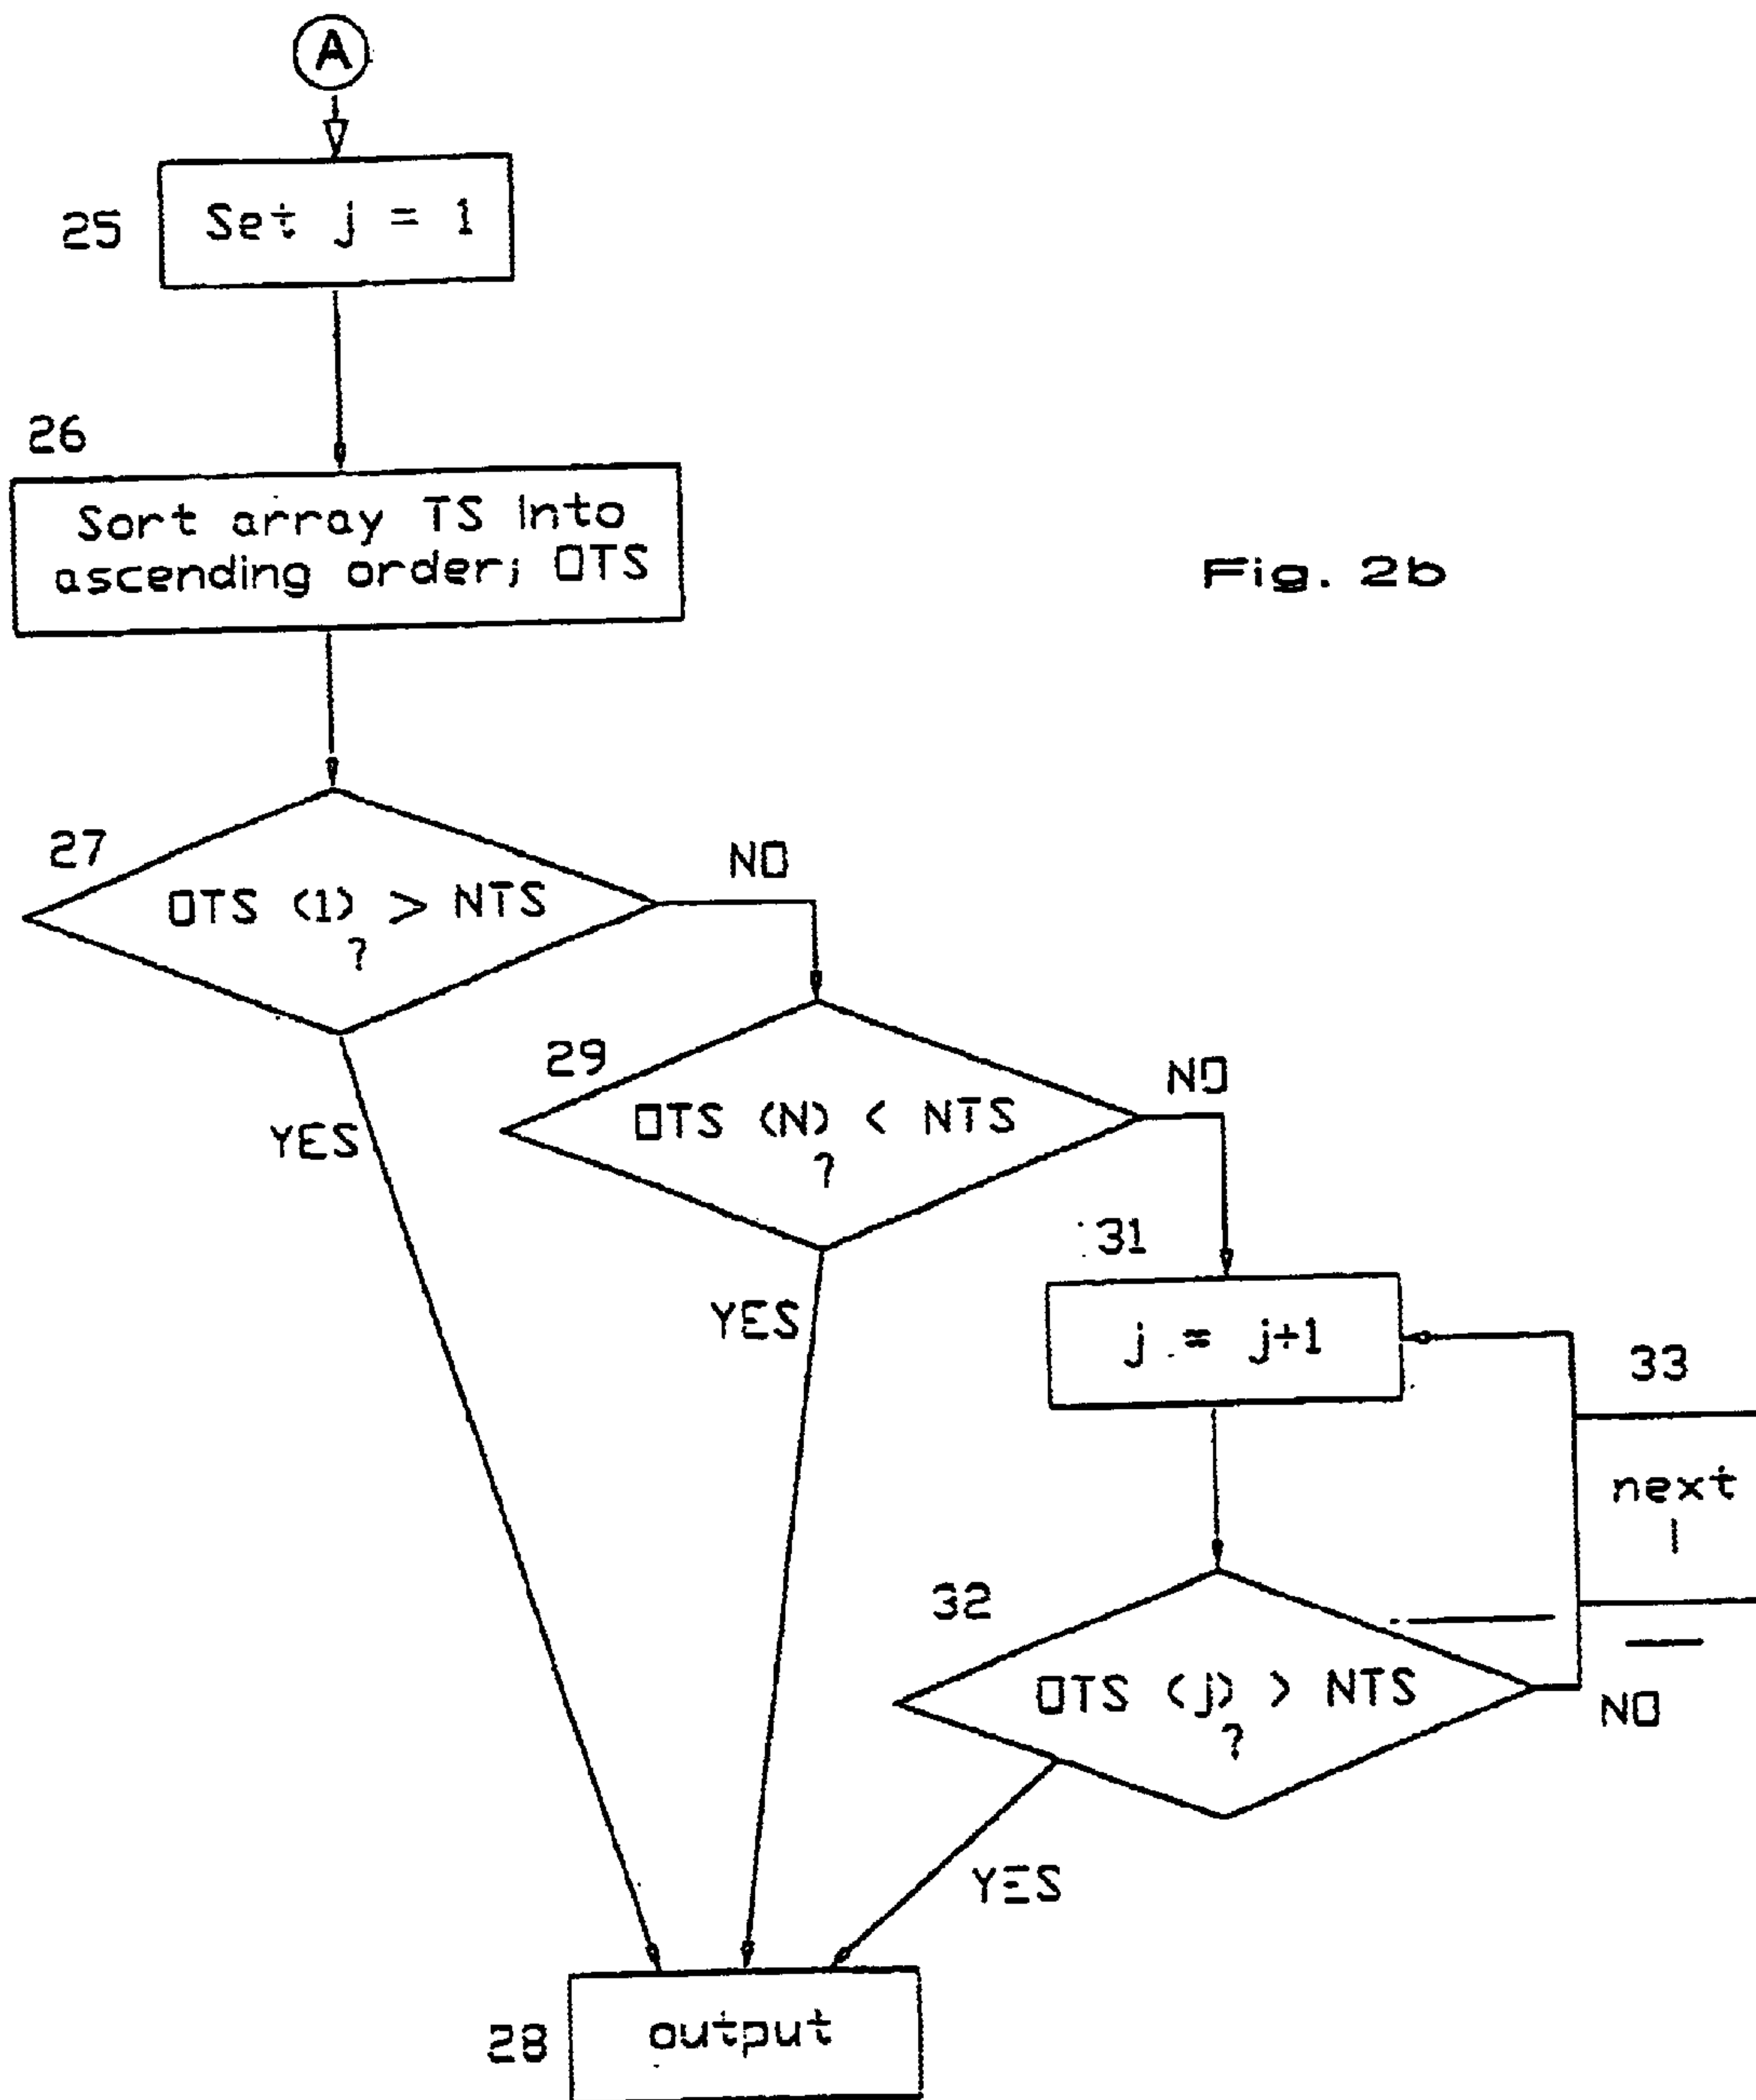 A
25
Set j = 1
26
Sort array TS into
ascending order; OTS
Fig. 2b
27
OTS (1) > NTS
?
NO
YES
29
OTS (N) < NTS
?
NO
YES
31
j = j+1
33
next
32
OTS (j) > NTS
?
NO
YES
28
output